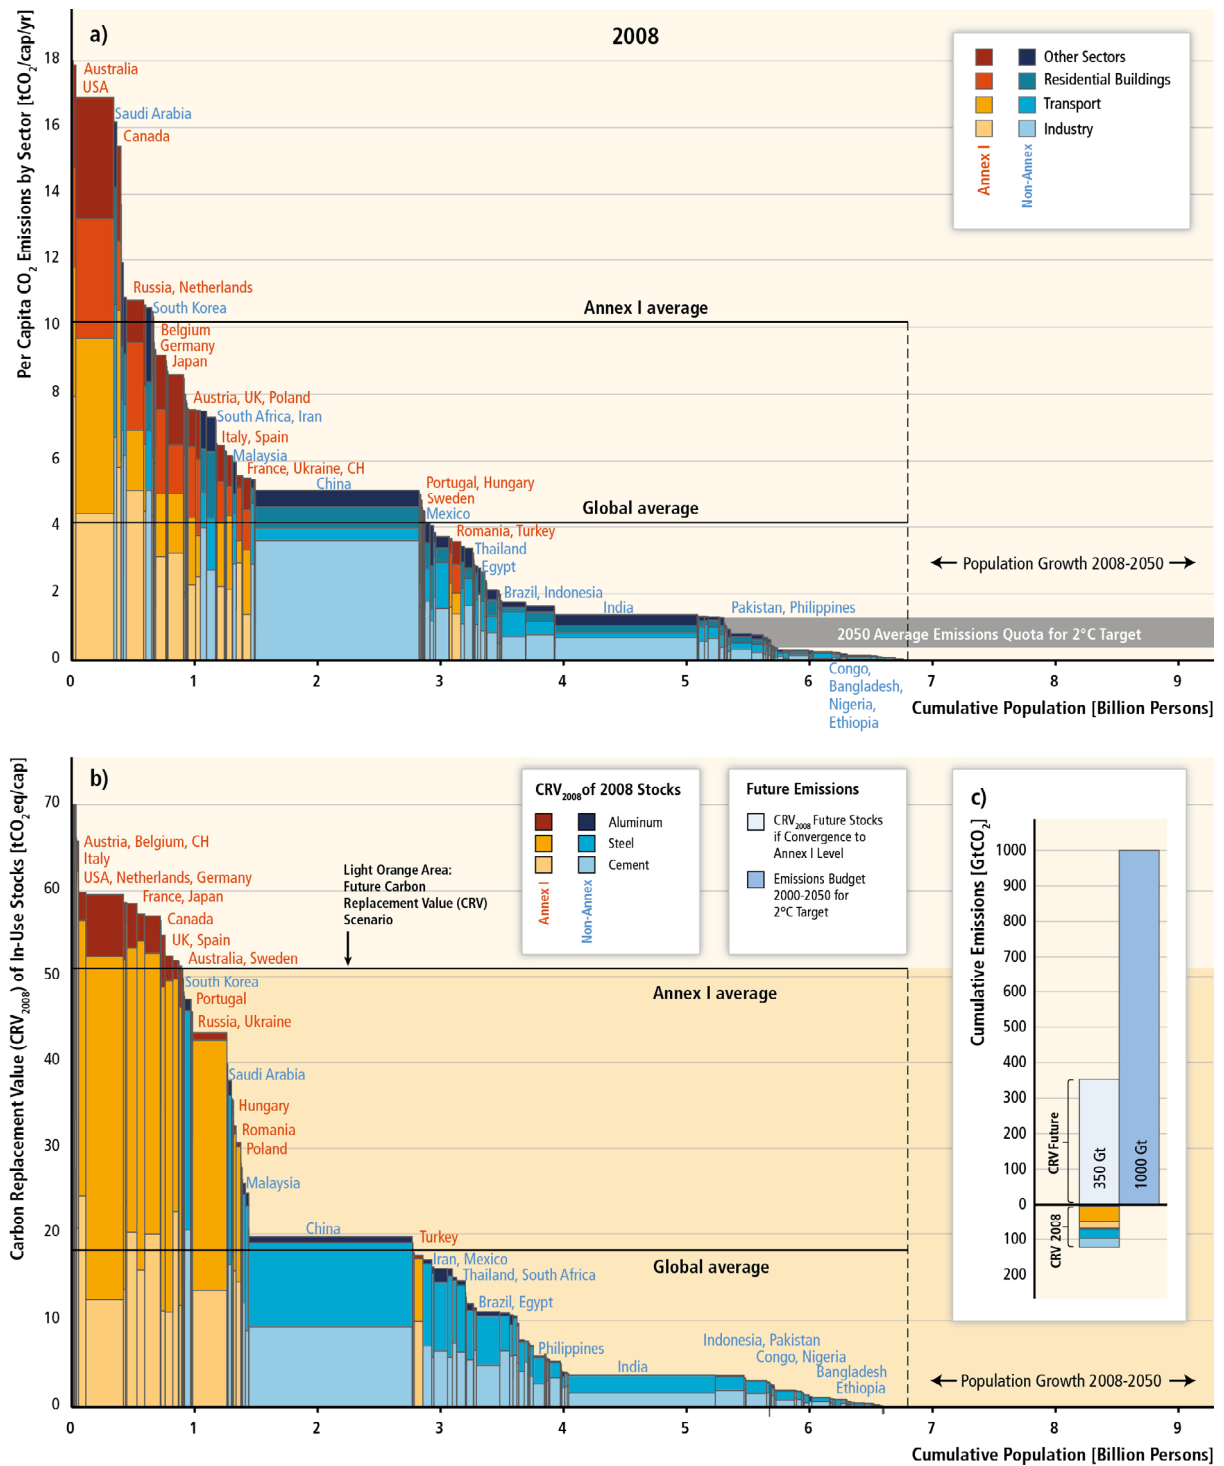 a)
2008
Per Capita CO2 Emissions by Sector [tCO2/cap/yr]
18
16
14
12
10
8
6
4
2
0
Other Sectors
Residential Buildings
Transport
Industry
Annex I
Non-Annex
Australia
USA
Saudi Arabia
Canada
Russia, Netherlands
South Korea
Belgium
Germany
Japan
Austria, UK, Poland
South Africa, Iran
Italy, Spain
Malaysia
France, Ukraine, CH
China
Portugal, Hungary
Sweden
Mexico
Romania, Turkey
Thailand
Egypt
Brazil, Indonesia
India
Pakistan, Philippines
Congo,
Bangladesh,
Nigeria,
Ethiopia
Annex I average
Global average
Population Growth 2008-2050
2050 Average Emissions Quota for 2°C Target
0 1 2 3 4 5 6 7 8 9
Cumulative Population [Billion Persons]
b)
Carbon Replacement Value (CRV2008) of In-Use Stocks [tCO2eq/cap]
70
60
50
40
30
20
10
0
CRV2008of 2008 Stocks
Aluminum
Steel
Cement
Annex I
Non-Annex
Future Emissions
CRV2008 Future Stocks
if Convergence to
Annex I Level
Emissions Budget
2000-2050 for
2°C Target
Light Orange Area:
Future Carbon
Replacement Value (CRV)
Scenario
Austria, Belgium, CH
Italy
USA, Netherlands, Germany
France, Japan
Canada
UK, Spain
Australia, Sweden
South Korea
Portugal
Russia, Ukraine
Saudi Arabia
Hungary
Romania
Poland
Malaysia
China
Turkey
Iran, Mexico
Thailand, South Africa
Brazil, Egypt
Philippines
India
Indonesia, Pakistan
Congo, Nigeria
Bangladesh
Ethiopia
Annex I average
Global average
Population Growth 2008-2050
0 1 2 3 4 5 6 7 8 9
Cumulative Population [Billion Persons]
c)
Cumulative Emissions [GtCO2]
1000
900
800
700
600
500
400
300
200
100
0
100
200
CRV Future
CRV 2008
350 Gt
1000 Gt